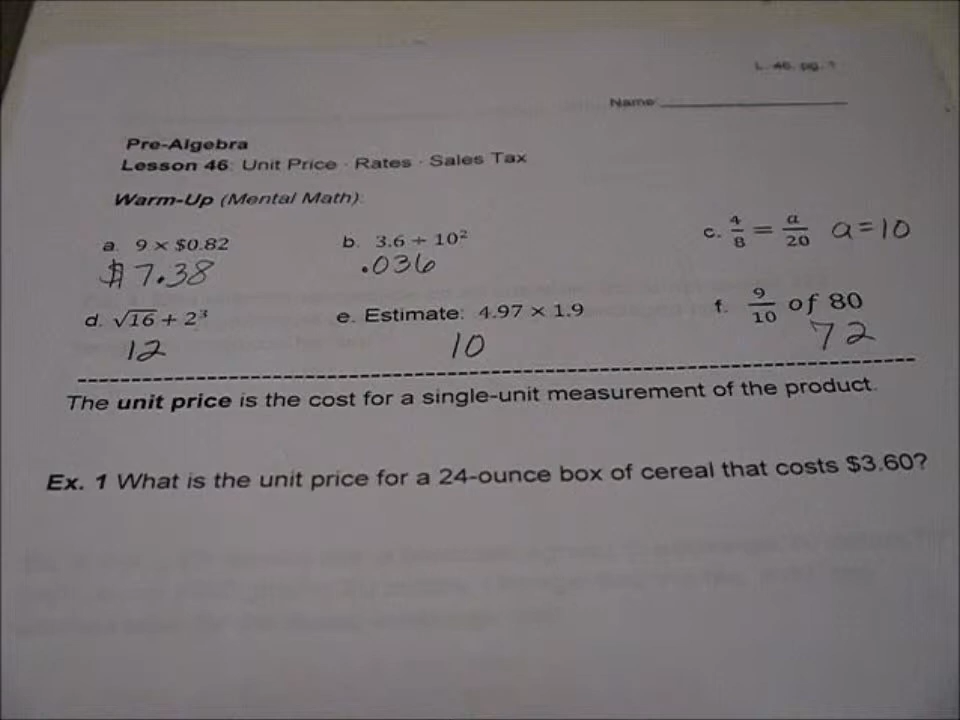 L. 46, pg. 1
Name
Pre-Algebra
Lesson 46: Unit Price · Rates · Sales Tax
Warm-Up (Mental Math):
a. 9 × $0.82 b. 3.6 ÷ 10² c. 4/8 = a/20 a=10
$7.38 .036
d. √16 + 2³ e. Estimate: 4.97 × 1.9 f. 9/10 of 80
12 10 72
The unit price is the cost for a single-unit measurement of the product.
Ex. 1 What is the unit price for a 24-ounce box of cereal that costs $3.60?